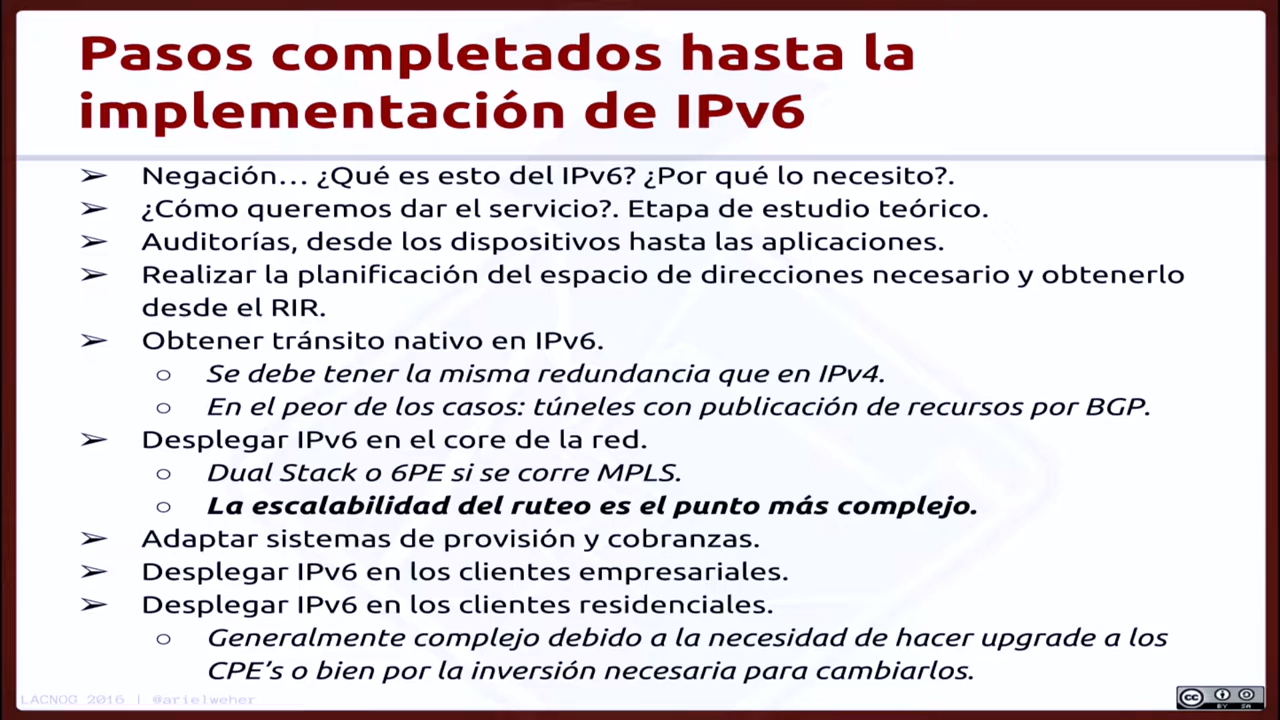 Pasos completados hasta la
implementación de IPv6
➢ Negación… ¿Qué es esto del IPv6? ¿Por qué lo necesito?.
➢ ¿Cómo queremos dar el servicio?. Etapa de estudio teórico.
➢ Auditorías, desde los dispositivos hasta las aplicaciones.
➢ Realizar la planificación del espacio de direcciones necesario y obtenerlo
desde el RIR.
➢ Obtener tránsito nativo en IPv6.
○ Se debe tener la misma redundancia que en IPv4.
○ En el peor de los casos: túneles con publicación de recursos por BGP.
➢ Desplegar IPv6 en el core de la red.
○ Dual Stack o 6PE si se corre MPLS.
○ La escalabilidad del ruteo es el punto más complejo.
➢ Adaptar sistemas de provisión y cobranzas.
➢ Desplegar IPv6 en los clientes empresariales.
➢ Desplegar IPv6 en los clientes residenciales.
○ Generalmente complejo debido a la necesidad de hacer upgrade a los
CPE’s o bien por la inversión necesaria para cambiarlos.
LACNOG 2016 | @arielweher
cc BY SA